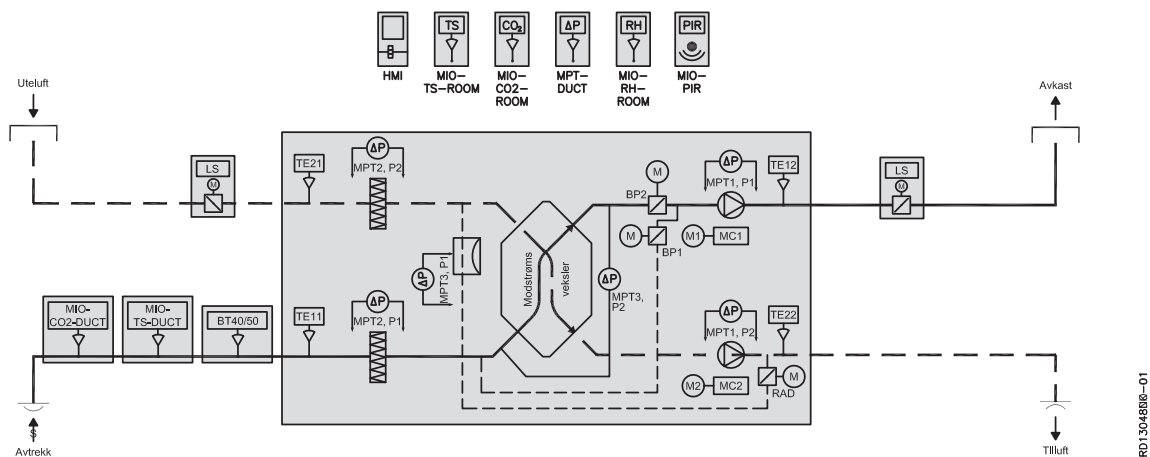 TS
CO₂
ΔP
RH
PIR
HMI
MIO-
TS-ROOM
MIO-
CO2-
ROOM
MPT-
DUCT
MIO-
RH-
ROOM
MIO-
PIR
Uteluft
Avkast
LS
M
TE21
ΔP
MPT2, P2
M
BP2
ΔP
MPT1, P1
TE12
LS
M
M
BP1
M1
MC1
ΔP
MPT3, P1
Modstrøms
veksler
ΔP
MPT3,
P2
MIO-
CO2-DUCT
MIO-
TS-DUCT
BT40/50
TE11
ΔP
MPT2, P1
ΔP
MPT1, P2
TE22
M2
MC2
M
RAD
S
Avtrekk
Tilluft